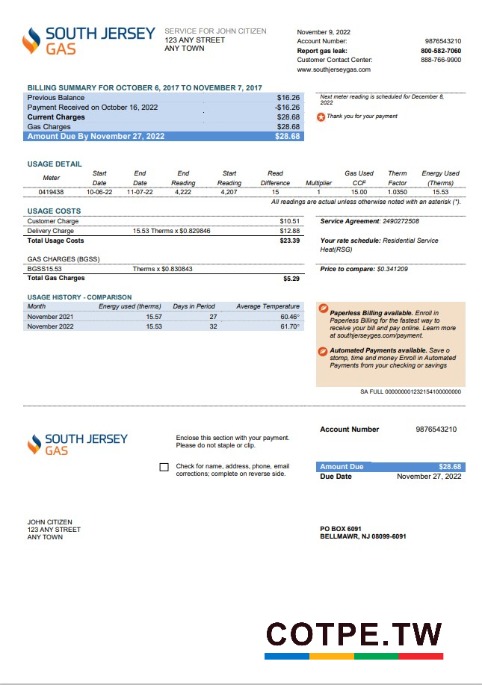 SOUTH JERSEY
GAS
SERVICE FOR JOHN CITIZEN
123 ANY STREET
ANY TOWN
November 9, 2022
Account Number: 9876543210
Report gas leak: 800-582-7060
Customer Contact Center: 888-766-9900
www.southjerseygas.com
BILLING SUMMARY FOR OCTOBER 6, 2017 TO NOVEMBER 7, 2017
Previous Balance $16.26
Payment Received on October 16, 2022 -$16.26
Current Charges $28.68
Gas Charges $28.68
Amount Due By November 27, 2022 $28.68
Next meter reading is scheduled for December 8,
2022
Thank you for your payment
USAGE DETAIL
Meter Start Date End Date End Reading Start Reading Read Difference Multiplier Gas Used CCF Therm Factor Energy Used (Therms)
0419438 10-06-22 11-07-22 4,222 4,207 15 1 15.00 1.0350 15.53
All readings are actual unless otherwise noted with an asterisk (*).
USAGE COSTS
Customer Charge $10.51
Delivery Charge 15.53 Therms x $0.829846 $12.88
Total Usage Costs $23.39
Service Agreement: 2490272508
Your rate schedule: Residential Service
Heat(RSG)
GAS CHARGES (BGSS)
BGSS15.53 Therms x $0.830843
Total Gas Charges $5.29
Price to compare: $0.341209
USAGE HISTORY - COMPARISON
Month Energy used (therms) Days in Period Average Temperature
November 2021 15.57 27 60.46°
November 2022 15.53 32 61.70°
Paperless Billing available. Enroll in
Paperless Billing for the fastest way to
receive your bill and pay online. Learn more
at southjerseyges.com/payment.
Automated Payments available. Save o
stomp, time and money Enroll in Automated
Payments from your checking or savings
SA FULL 00000000123215410000000
SOUTH JERSEY
GAS
Enclose this section with your payment.
Please do not staple or clip.
Check for name, address, phone, email
corrections; complete on reverse side.
Account Number 9876543210
Amount Due $28.68
Due Date November 27, 2022
JOHN CITIZEN
123 ANY STREET
ANY TOWN
PO BOX 6091
BELLMAWR, NJ 08099-6091
COTPE.TW